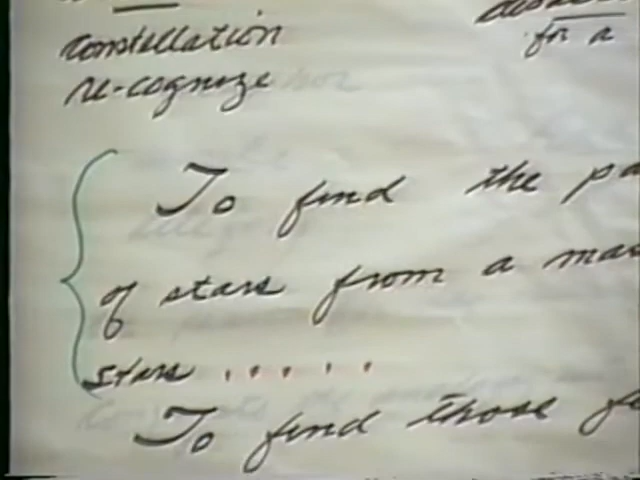 constellation
for a
re-cognize
To find the
of stars from a
stars .....
To find those